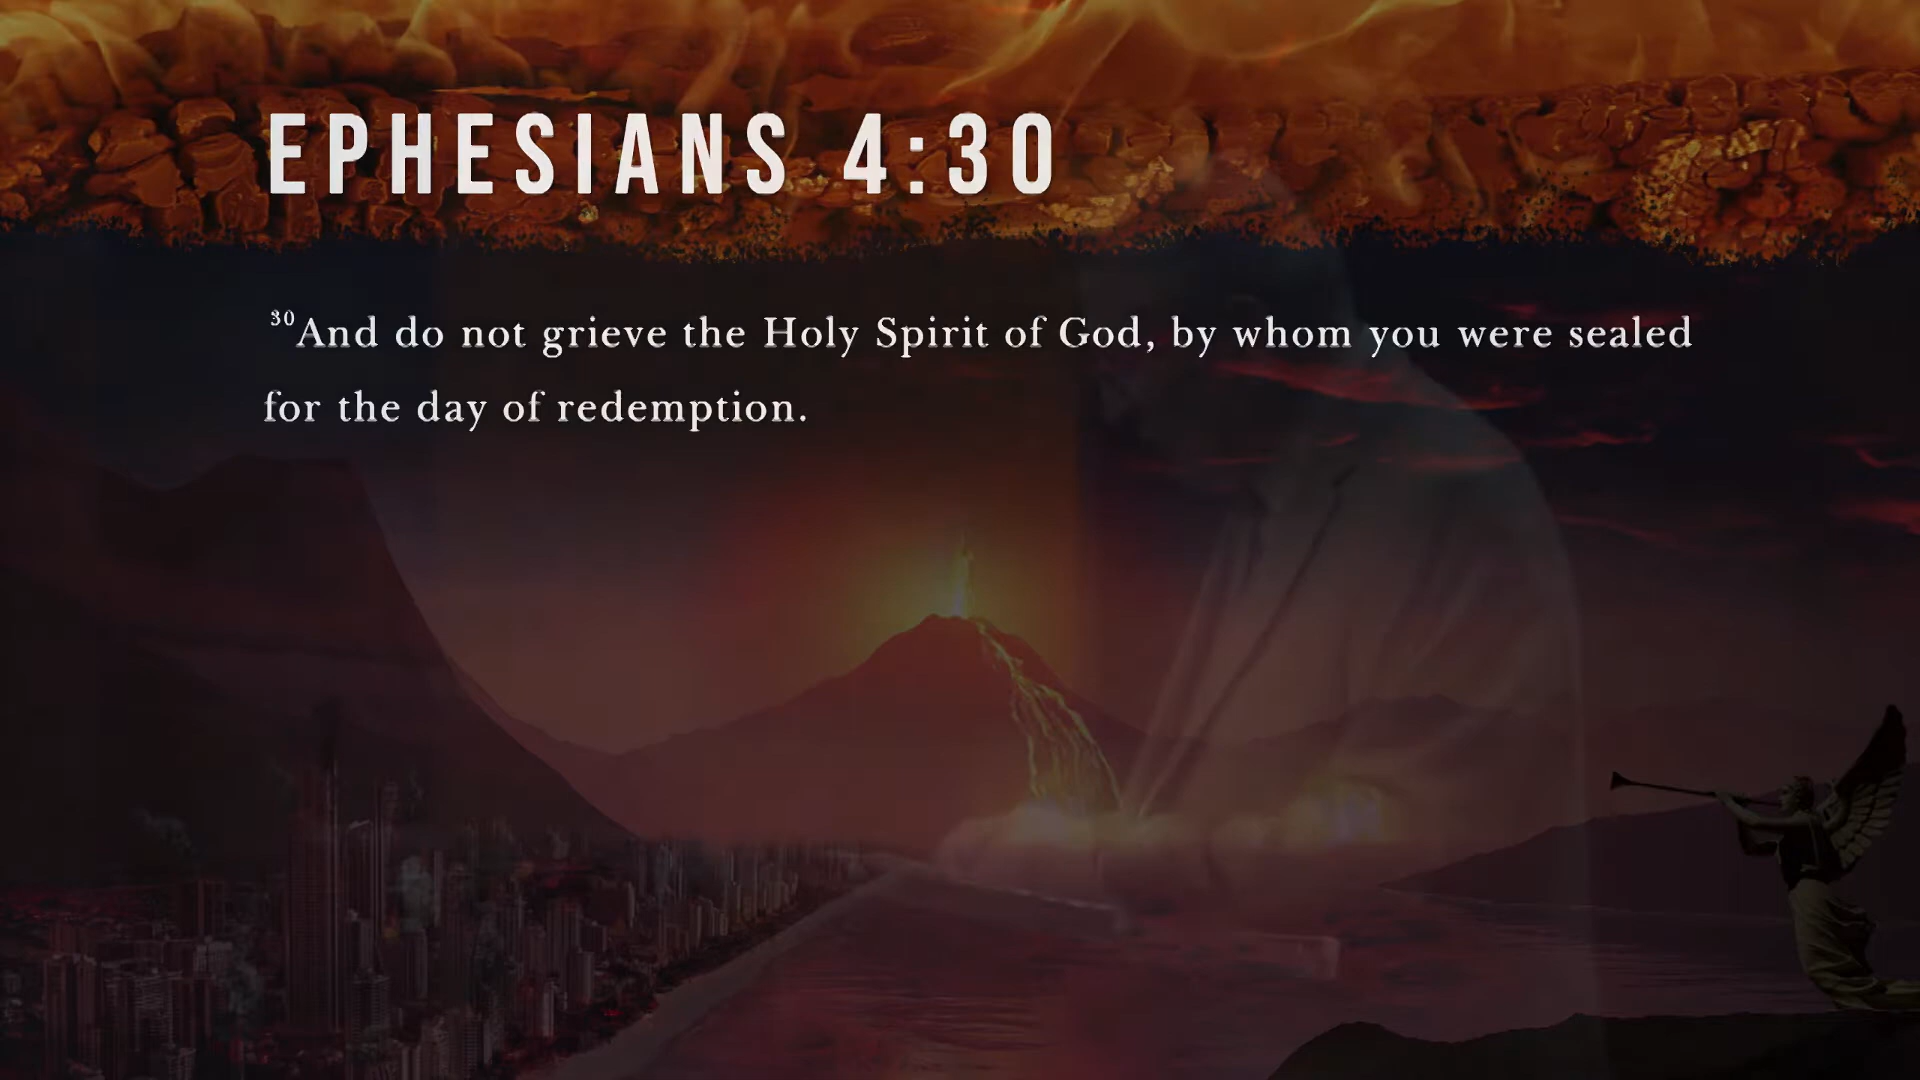 EPHESIANS 4:30
30And do not grieve the Holy Spirit of God, by whom you were sealed
for the day of redemption.